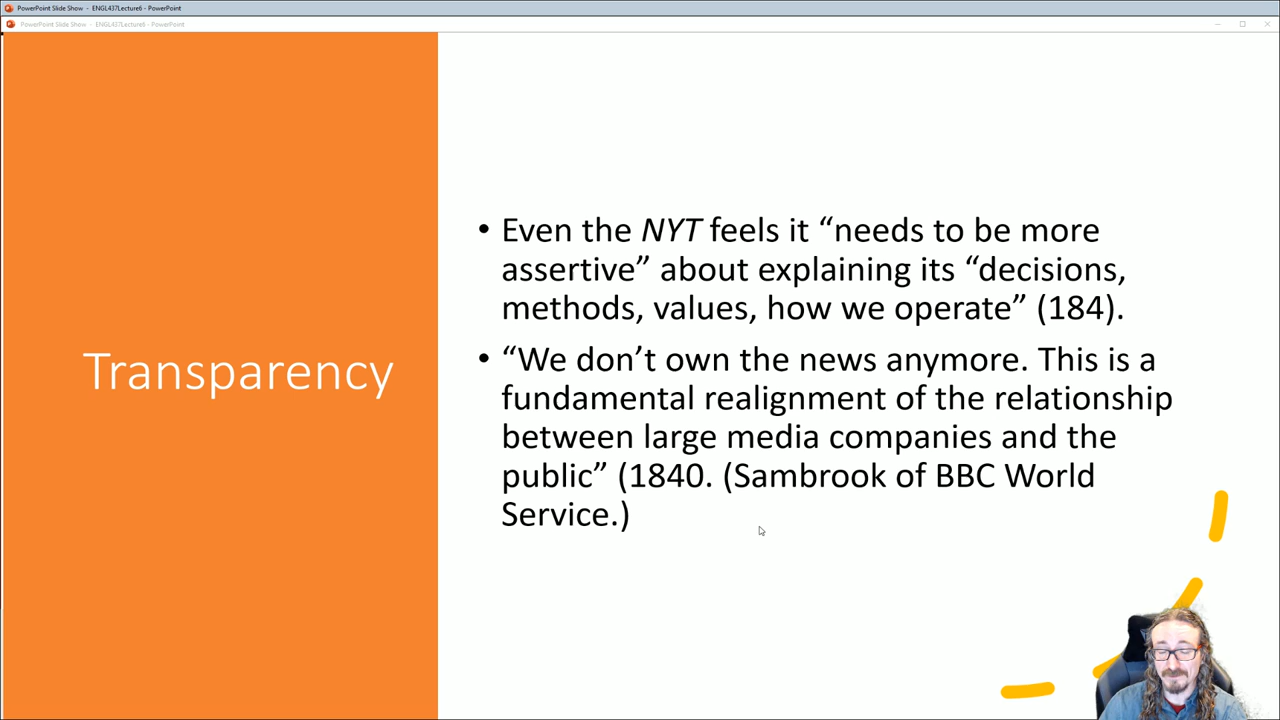 PowerPoint Slide Show - ENGL437Lecture6 - PowerPoint
PowerPoint Slide Show - ENGL437Lecture6 - PowerPoint
Transparency
• Even the NYT feels it “needs to be more
assertive” about explaining its “decisions,
methods, values, how we operate” (184).
• “We don’t own the news anymore. This is a
fundamental realignment of the relationship
between large media companies and the
public” (1840. (Sambrook of BBC World
Service.)